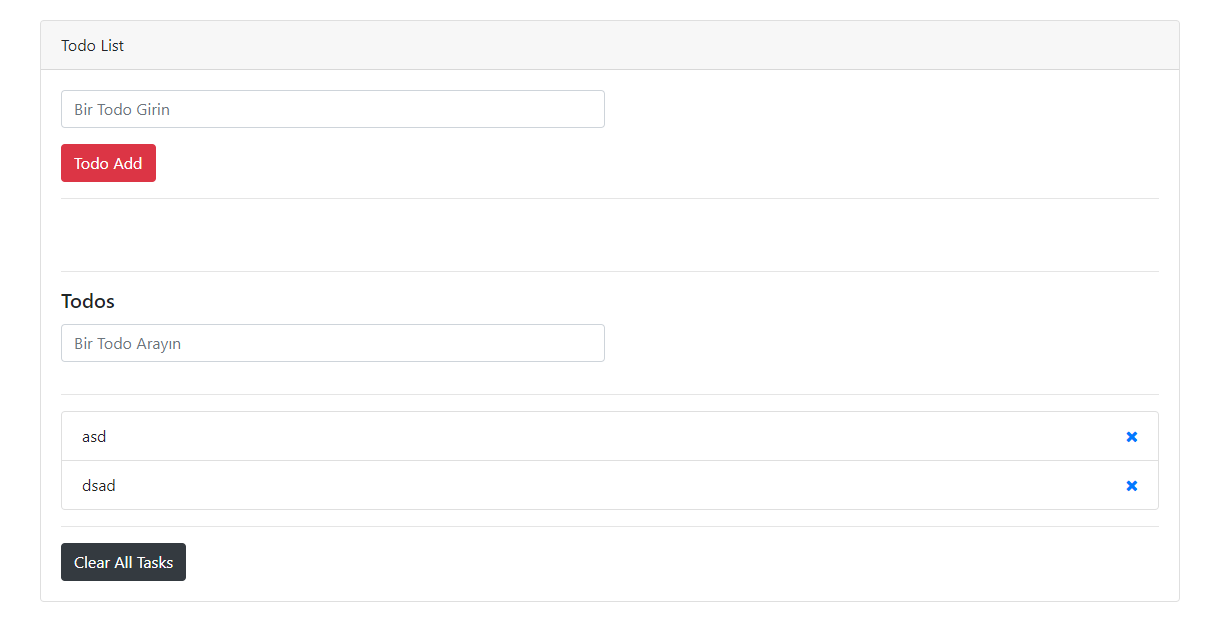 Todo List
Bir Todo Girin
Todo Add
Todos
Bir Todo Arayın
asd
dsad
Clear All Tasks